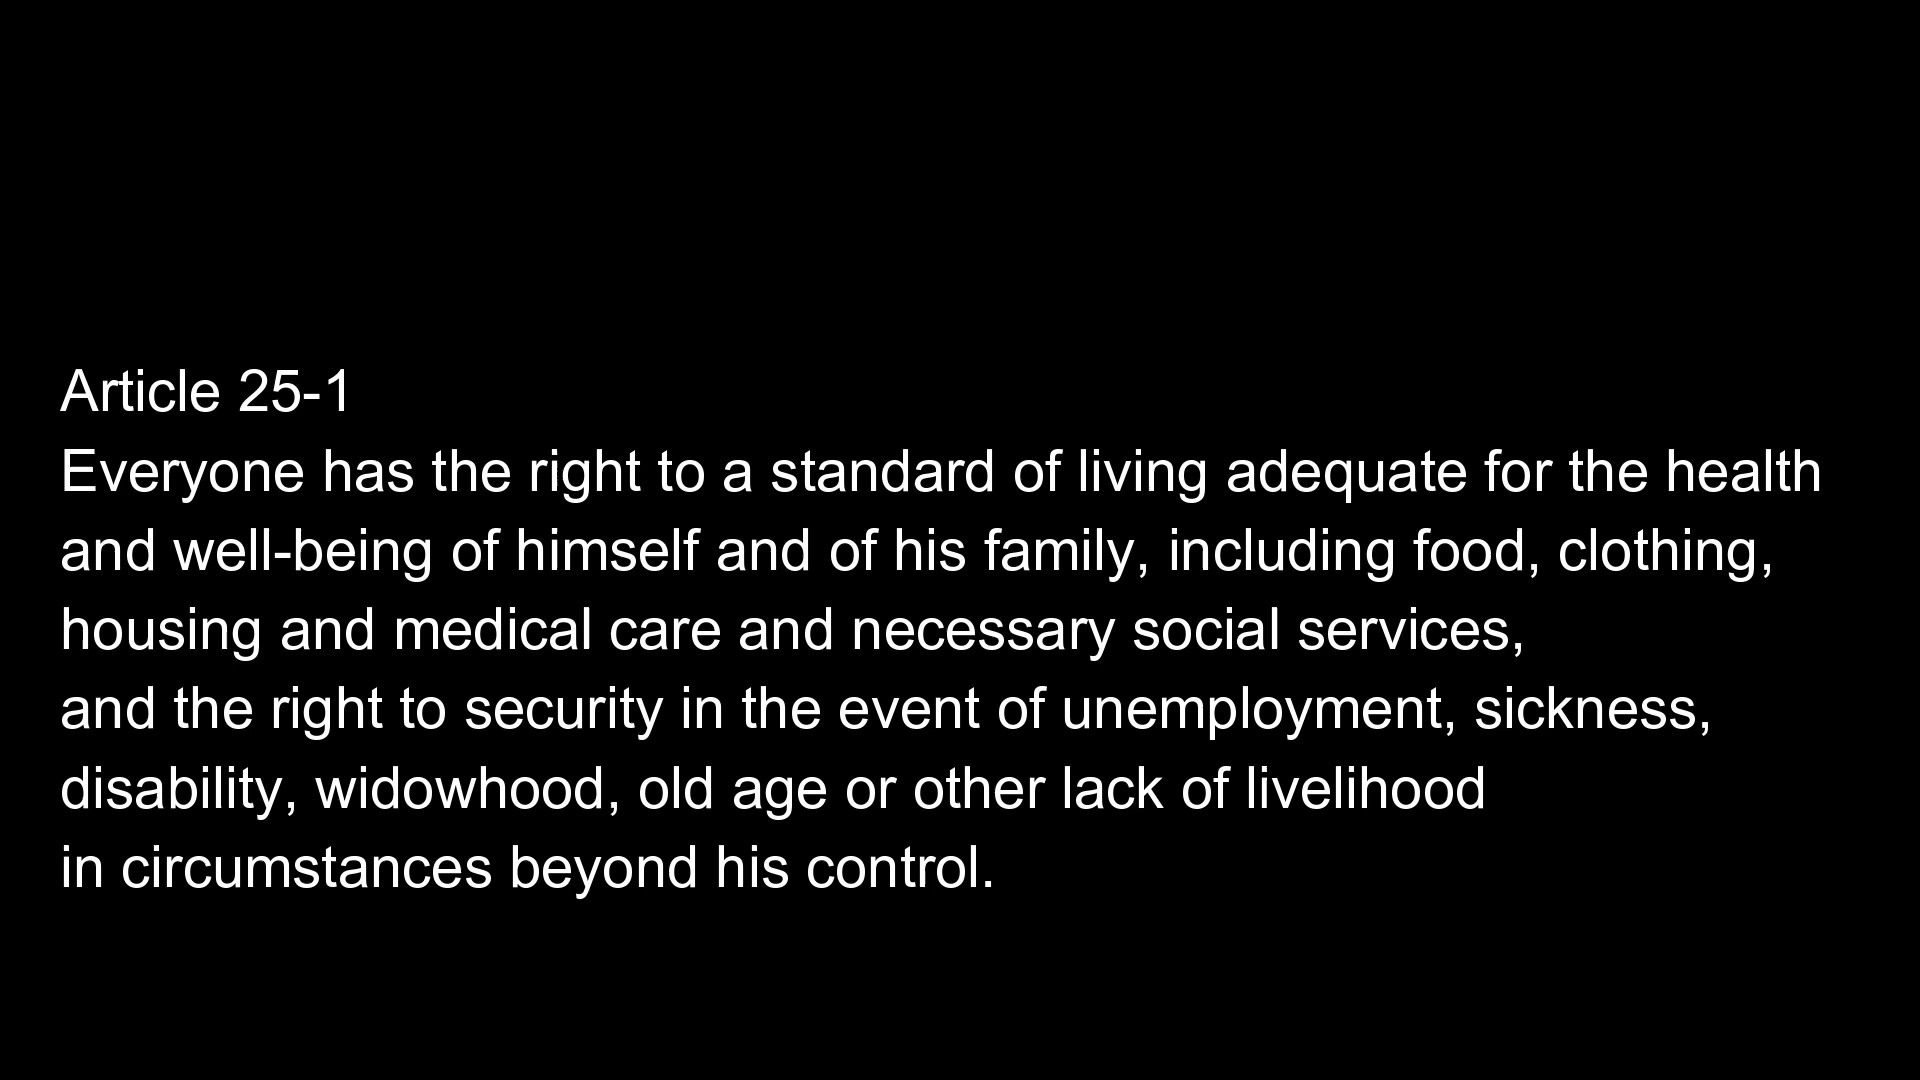 Article 25-1
Everyone has the right to a standard of living adequate for the health
and well-being of himself and of his family, including food, clothing,
housing and medical care and necessary social services,
and the right to security in the event of unemployment, sickness,
disability, widowhood, old age or other lack of livelihood
in circumstances beyond his control.